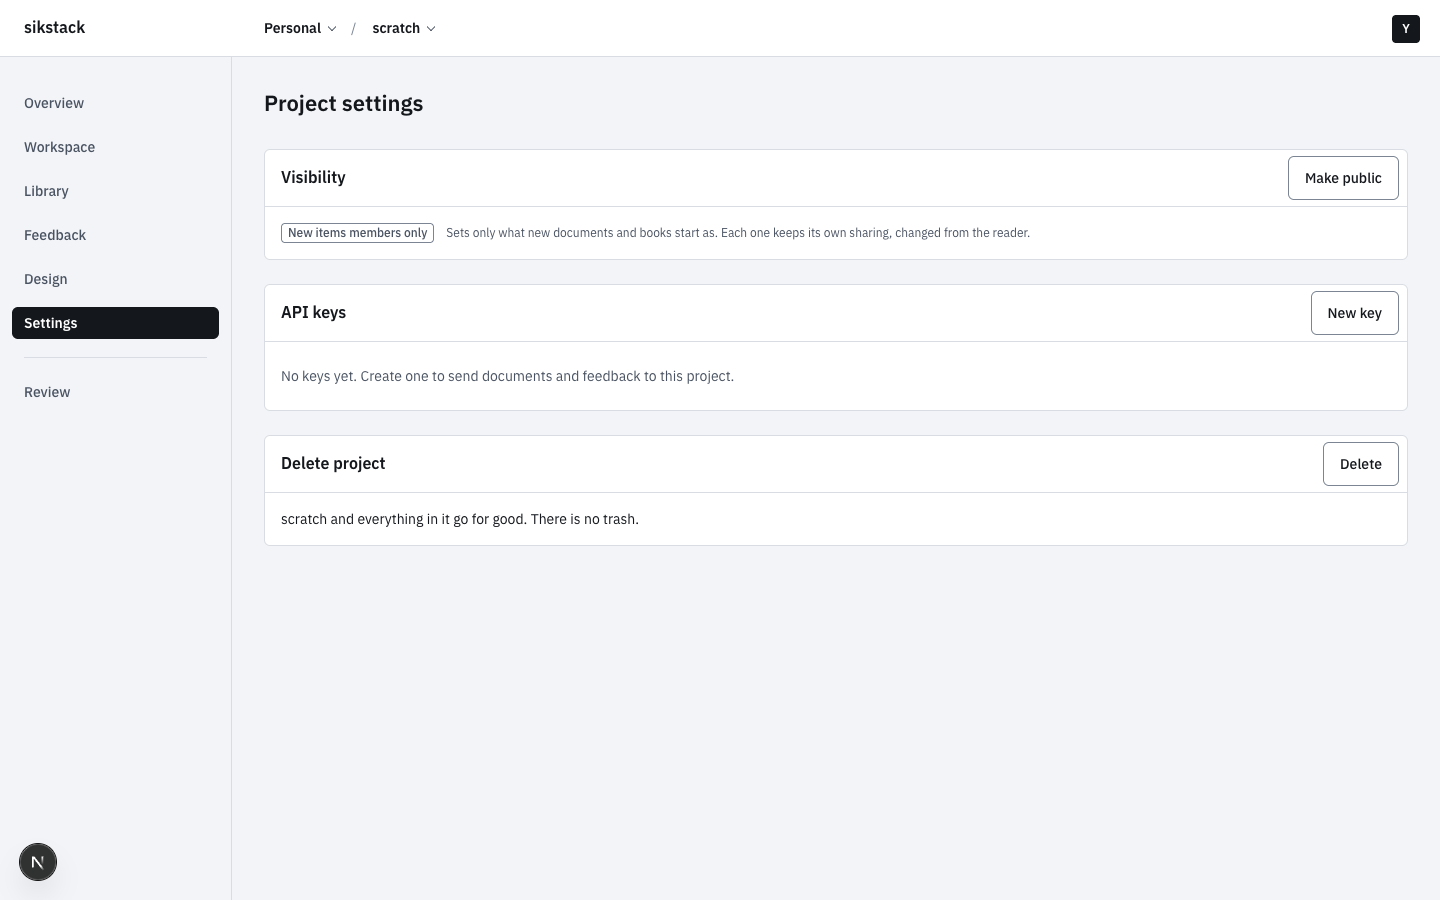 sikstack
Personal / scratch
Y
Overview
Workspace
Library
Feedback
Design
Settings
Review
Project settings
Visibility
Make public
New items members only Sets only what new documents and books start as. Each one keeps its own sharing, changed from the reader.
API keys
New key
No keys yet. Create one to send documents and feedback to this project.
Delete project
Delete
scratch and everything in it go for good. There is no trash.
N